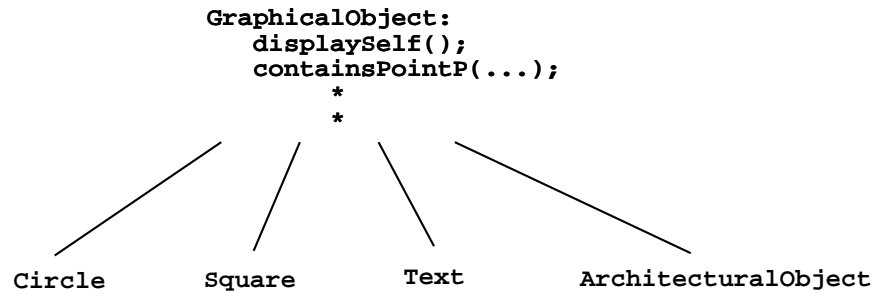 GraphicalObject:
displaySelf();
containsPointP(...);
*
*
Circle Square Text ArchitecturalObject